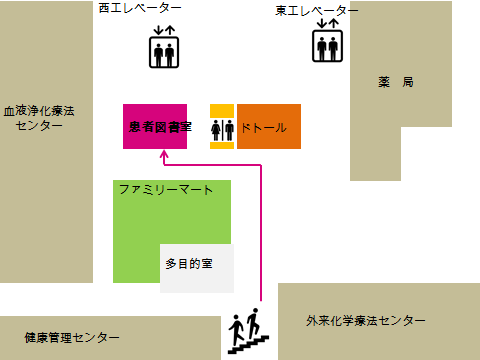 西エレベーター
東エレベーター
薬　局
血液浄化療法
センター
患者図書室
ドトール
ファミリーマート
多目的室
外来化学療法センター
健康管理センター